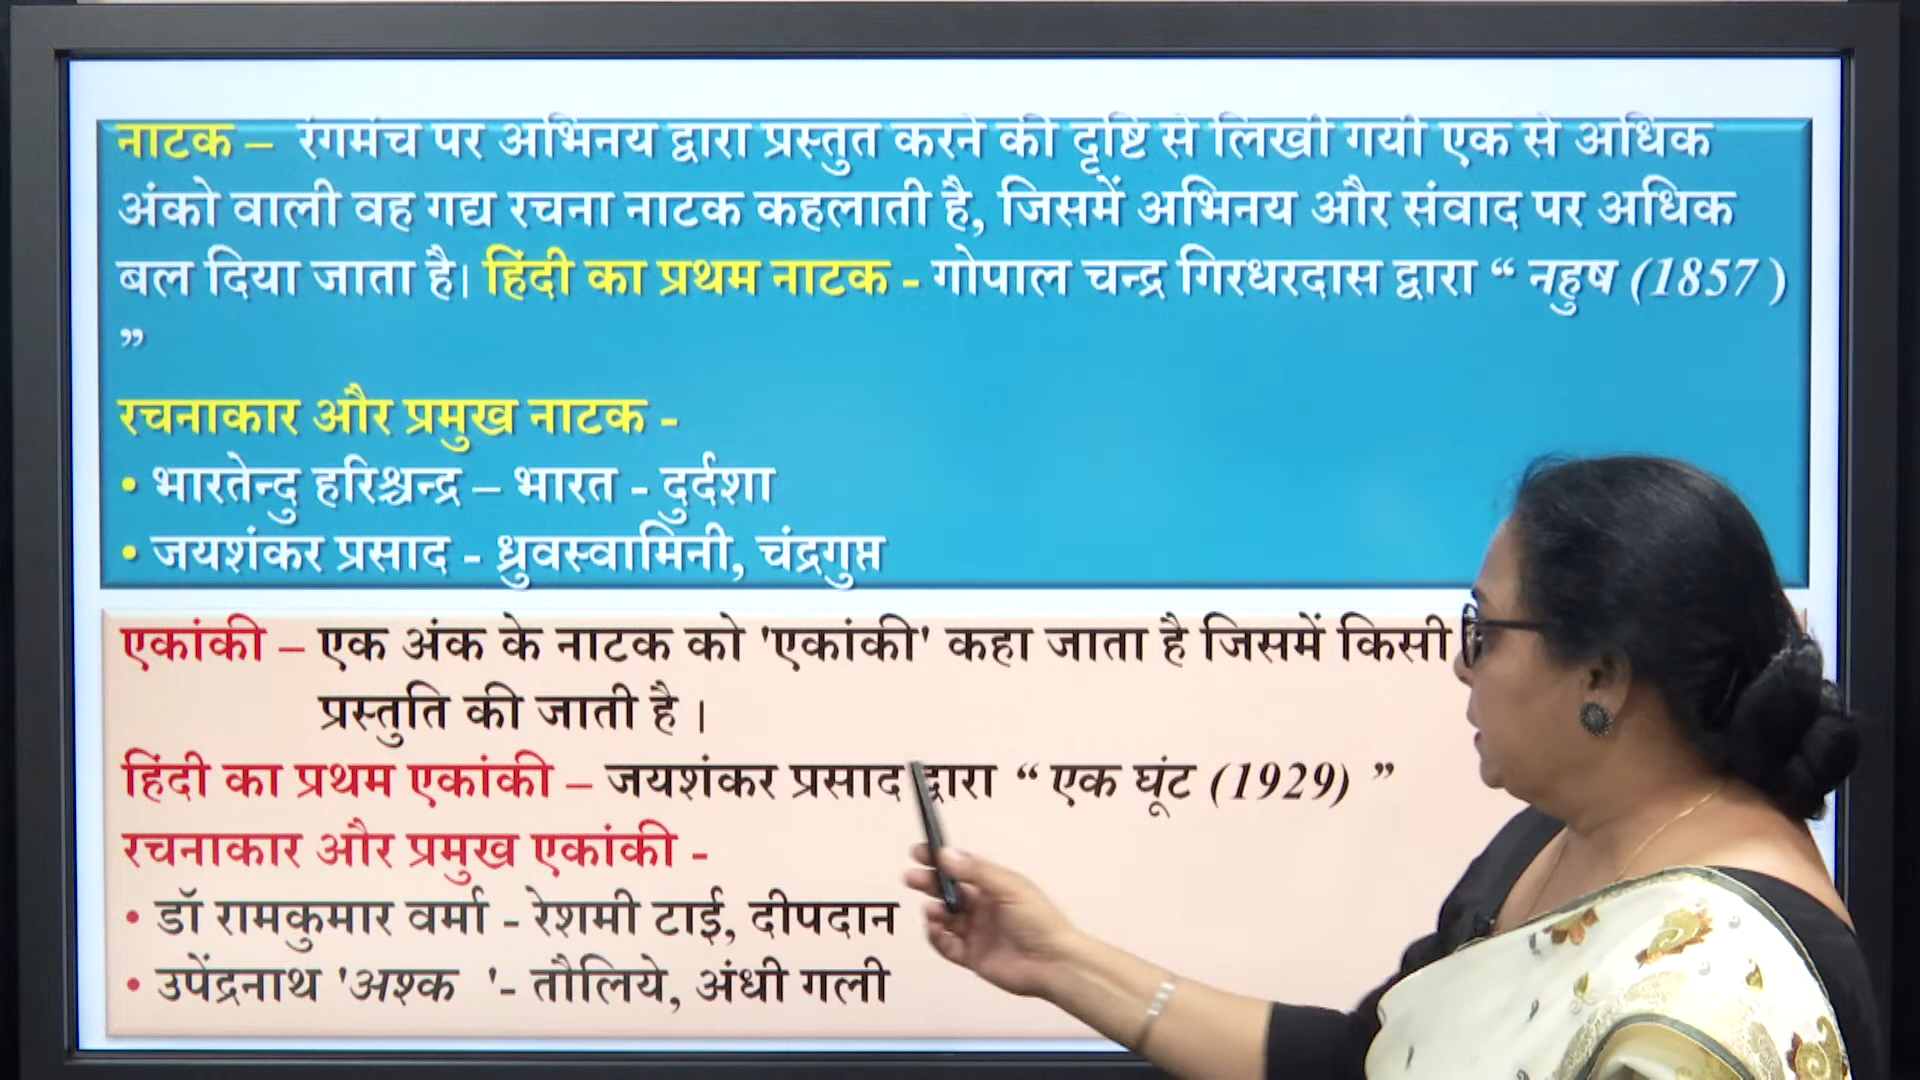 नाटक – रंगमंच पर अभिनय द्वारा प्रस्तुत करने की दृष्टि से लिखी गयी एक से अधिक
अंको वाली वह गद्य रचना नाटक कहलाती है, जिसमें अभिनय और संवाद पर अधिक
बल दिया जाता है। हिंदी का प्रथम नाटक - गोपाल चन्द्र गिरधरदास द्वारा “ नहुष (1857 )
”
रचनाकार और प्रमुख नाटक -
• भारतेन्दु हरिश्चन्द्र – भारत - दुर्दशा
• जयशंकर प्रसाद - ध्रुवस्वामिनी, चंद्रगुप्त
एकांकी – एक अंक के नाटक को 'एकांकी' कहा जाता है जिसमें किसी
प्रस्तुति की जाती है ।
हिंदी का प्रथम एकांकी – जयशंकर प्रसाद द्वारा “ एक घूंट (1929) ”
रचनाकार और प्रमुख एकांकी -
• डॉ रामकुमार वर्मा - रेशमी टाई, दीपदान
• उपेंद्रनाथ 'अश्क '- तौलिये, अंधी गली